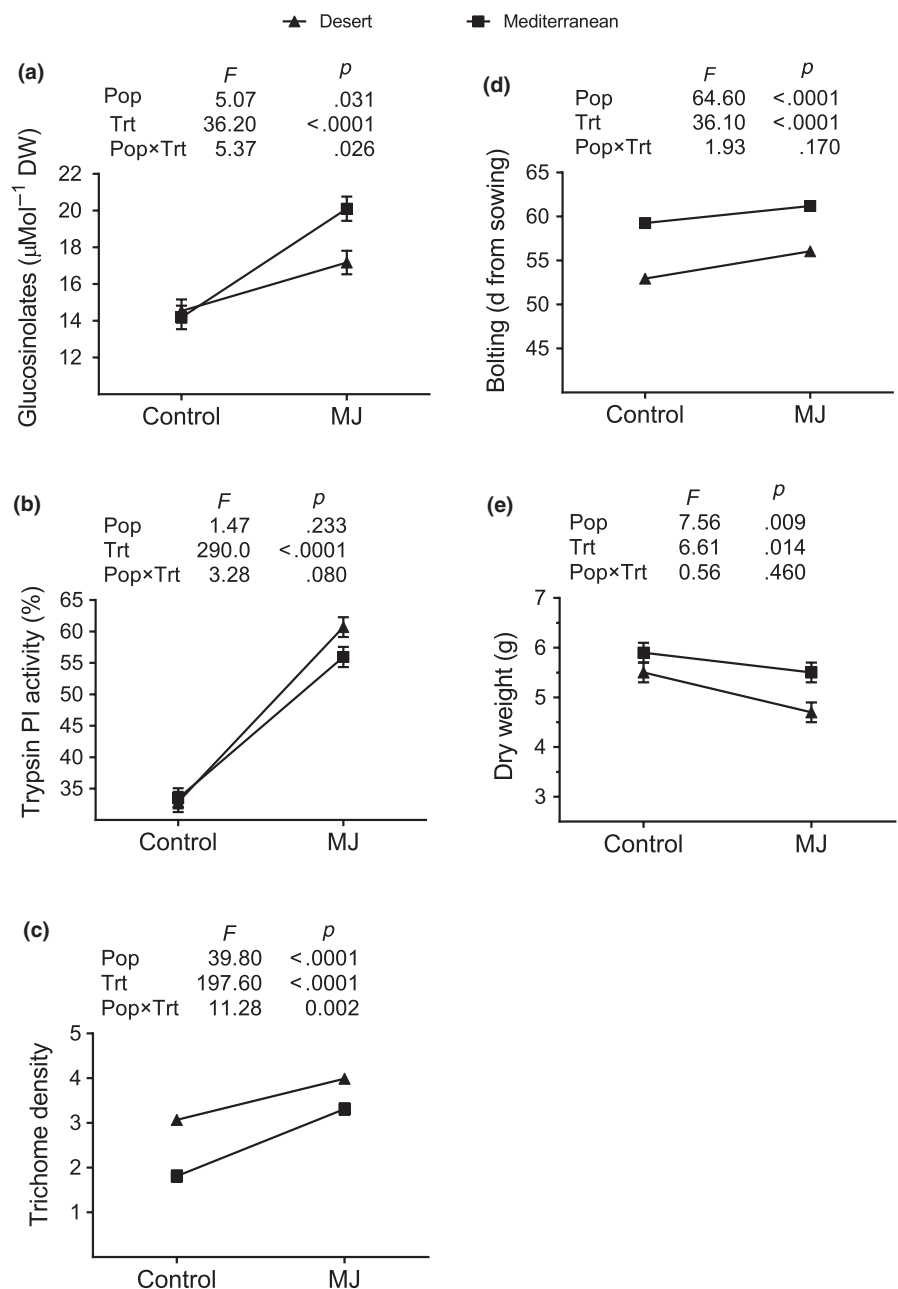 Desert Mediterranean
(a)
F p
Pop 5.07 .031
Trt 36.20 <.0001
Pop×Trt 5.37 .026
Glucosinolates (μMol⁻¹ DW)
22
20
18
16
14
12
Control MJ
(b)
F p
Pop 1.47 .233
Trt 290.0 <.0001
Pop×Trt 3.28 .080
Trypsin PI activity (%)
65
60
55
50
45
40
35
Control MJ
(c)
F p
Pop 39.80 <.0001
Trt 197.60 <.0001
Pop×Trt 11.28 0.002
Trichome density
5
4
3
2
1
Control MJ
(d)
F p
Pop 64.60 <.0001
Trt 36.10 <.0001
Pop×Trt 1.93 .170
Bolting (d from sowing)
65
60
55
50
45
Control MJ
(e)
F p
Pop 7.56 .009
Trt 6.61 .014
Pop×Trt 0.56 .460
Dry weight (g)
7
6
5
4
3
Control MJ